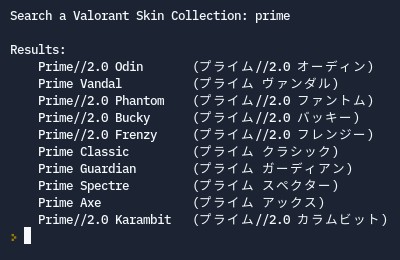 Search a Valorant Skin Collection: prime
Results:
Prime//2.0 Odin (プライム//2.0 オーディン)
Prime Vandal (プライム ヴァンダル)
Prime//2.0 Phantom (プライム//2.0 ファントム)
Prime//2.0 Bucky (プライム//2.0 バッキー)
Prime//2.0 Frenzy (プライム//2.0 フレンジー)
Prime Classic (プライム クラシック)
Prime Guardian (プライム ガーディアン)
Prime Spectre (プライム スペクター)
Prime Axe (プライム アックス)
Prime//2.0 Karambit (プライム//2.0 カラムビット)
>